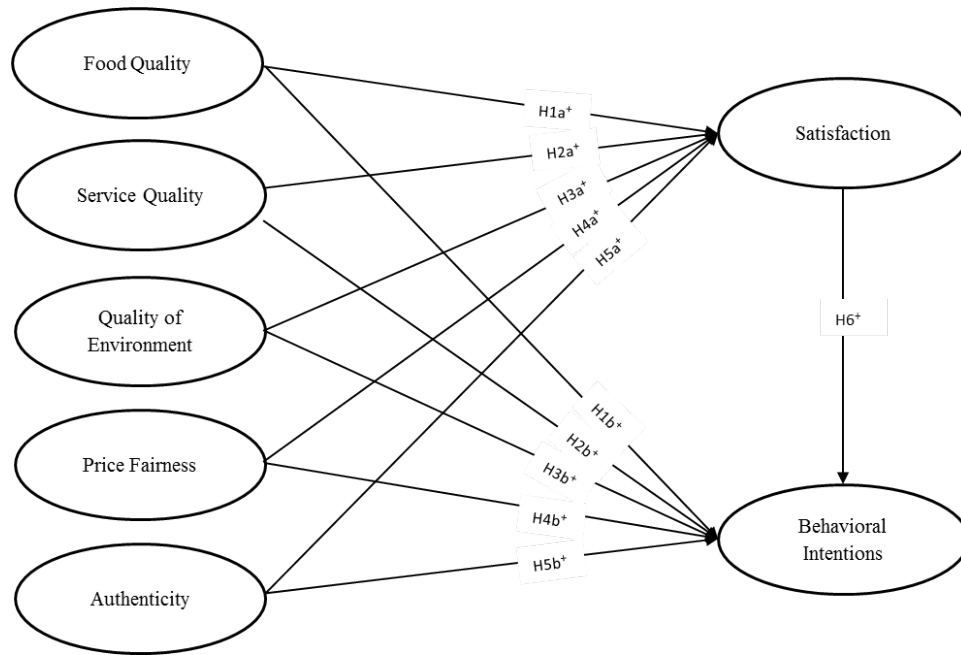 Food Quality
Service Quality
Quality of
Environment
Price Fairness
Authenticity
H1a+
H2a+
H3a+
H4a+
H5a+
H1b+
H2b+
H3b+
H4b+
H5b+
Satisfaction
H6+
Behavioral
Intentions